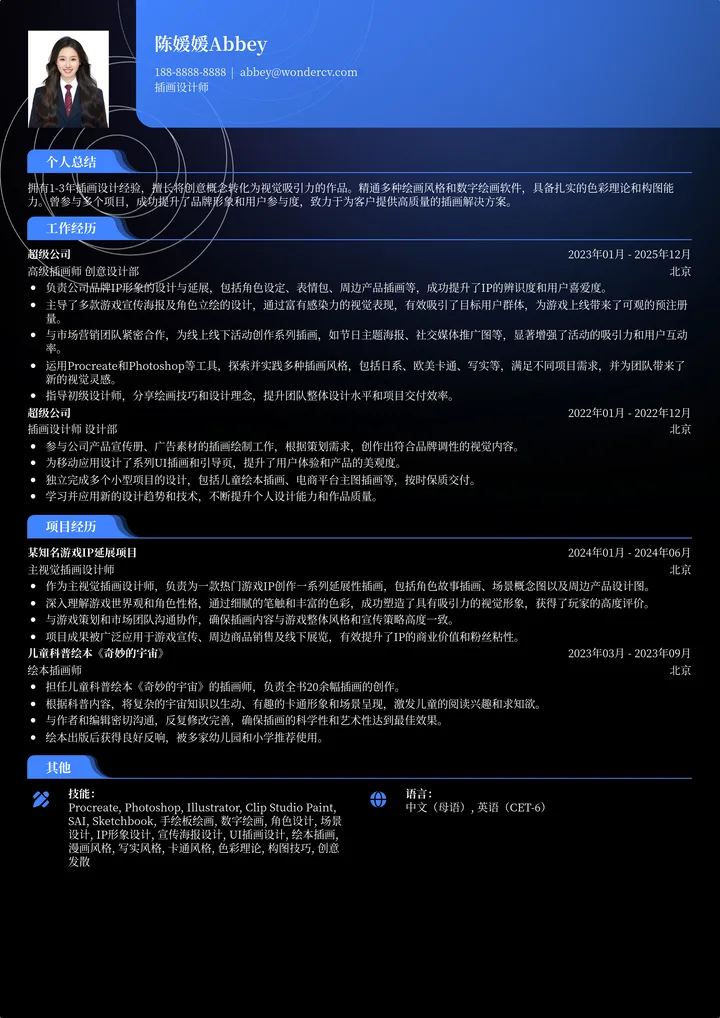 陈媛媛Abbey
188-8888-8888 | abbey@wondercv.com
插画设计师
个人总结
拥有1-3年插画设计经验，擅长将创意概念转化为视觉吸引力的作品。精通多种绘画风格和数字绘画软件，具备扎实的色彩理论和构图能
力。曾参与多个项目，成功提升了品牌形象和用户参与度，致力于为客户提供高质量的插画解决方案。
工作经历
超级公司 2023年01月 - 2025年12月
高级插画师 创意设计部 北京
• 负责公司品牌IP形象的设计与延展，包括角色设定、表情包、周边产品插画等，成功提升了IP的辨识度和用户喜爱度。
• 主导了多款游戏宣传海报及角色立绘的设计，通过富有感染力的视觉表现，有效吸引了目标用户群体，为游戏上线带来了可观的预注册
量。
• 与市场营销团队紧密合作，为线上线下活动创作系列插画，如节日主题海报、社交媒体推广图等，显著增强了活动的吸引力和用户互动
率。
• 运用Procreate和Photoshop等工具，探索并实践多种插画风格，包括日系、欧美卡通、写实等，满足不同项目需求，并为团队带来了
新的视觉灵感。
• 指导初级设计师，分享绘画技巧和设计理念，提升团队整体设计水平和项目交付效率。
超级公司 2022年01月 - 2022年12月
插画设计师 设计部 北京
• 参与公司产品宣传册、广告素材的插画绘制工作，根据策划需求，创作出符合品牌调性的视觉内容。
• 为移动应用设计了系列UI插画和引导页，提升了用户体验和产品的美观度。
• 独立完成多个小型项目的设计，包括儿童绘本插画、电商平台主图插画等，按时保质交付。
• 学习并应用新的设计趋势和技术，不断提升个人设计能力和作品质量。
项目经历
某知名游戏IP延展项目 2024年01月 - 2024年06月
主视觉插画设计师 北京
• 作为主视觉插画设计师，负责为一款热门游戏IP创作一系列延展性插画，包括角色故事插画、场景概念图以及周边产品设计图。
• 深入理解游戏世界观和角色性格，通过细腻的笔触和丰富的色彩，成功塑造了具有吸引力的视觉形象，获得了玩家的高度评价。
• 与游戏策划和市场团队沟通协作，确保插画内容与游戏整体风格和宣传策略高度一致。
• 项目成果被广泛应用于游戏宣传、周边商品销售及线下展览，有效提升了IP的商业价值和粉丝粘性。
儿童科普绘本《奇妙的宇宙》 2023年03月 - 2023年09月
绘本插画师 北京
• 担任儿童科普绘本《奇妙的宇宙》的插画师，负责全书20余幅插画的创作。
• 根据科普内容，将复杂的宇宙知识以生动、有趣的卡通形象和场景呈现，激发儿童的阅读兴趣和求知欲。
• 与作者和编辑密切沟通，反复修改完善，确保插画的科学性和艺术性达到最佳效果。
• 绘本出版后获得良好反响，被多家幼儿园和小学推荐使用。
其他
技能：
Procreate, Photoshop, Illustrator, Clip Studio Paint,
SAI, Sketchbook, 手绘板绘画, 数字绘画, 角色设计, 场景
设计, IP形象设计, 宣传海报设计, UI插画设计, 绘本插画,
漫画风格, 写实风格, 卡通风格, 色彩理论, 构图技巧, 创意
发散
语言：
中文（母语）, 英语（CET-6）